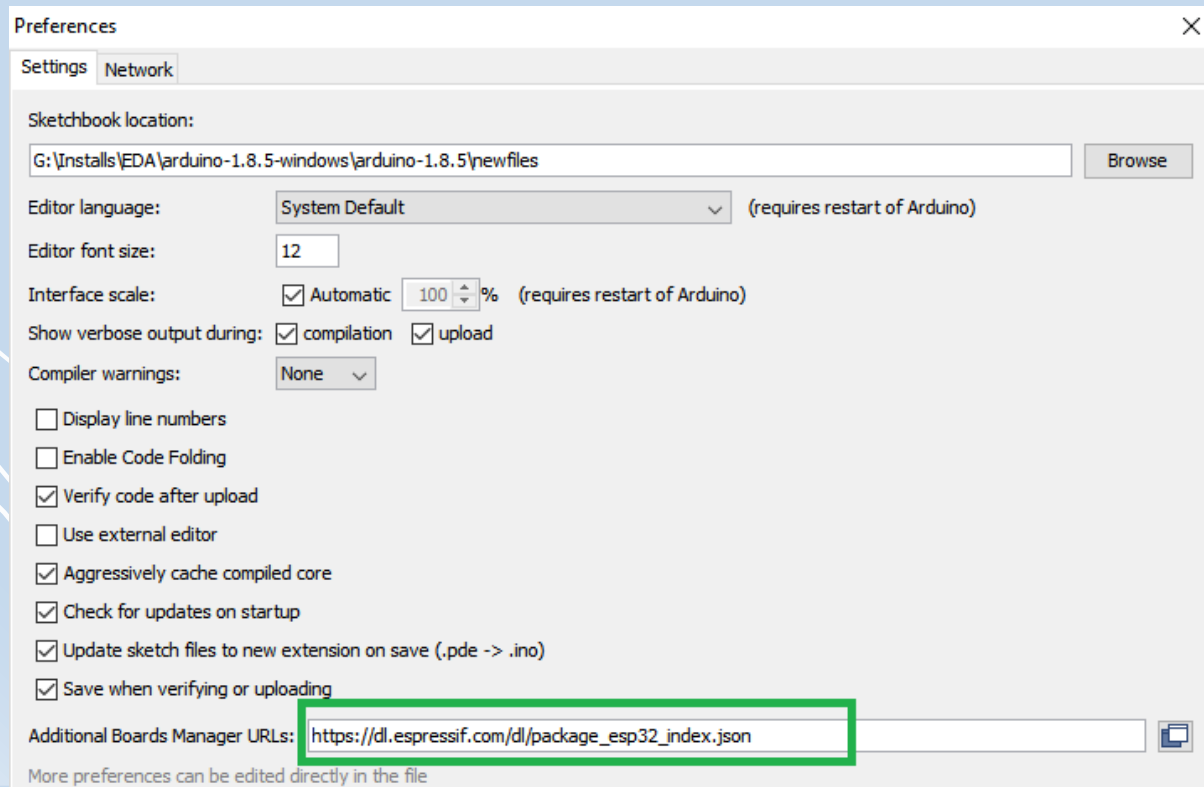 Preferences
Settings Network
Sketchbook location:
G:\Installs\EDA\arduino-1.8.5-windows\arduino-1.8.5\newfiles Browse
Editor language: System Default (requires restart of Arduino)
Editor font size: 12
Interface scale: Automatic 100 % (requires restart of Arduino)
Show verbose output during: compilation upload
Compiler warnings: None
Display line numbers
Enable Code Folding
Verify code after upload
Use external editor
Aggressively cache compiled core
Check for updates on startup
Update sketch files to new extension on save (.pde -> .ino)
Save when verifying or uploading
Additional Boards Manager URLs: https://dl.espressif.com/dl/package_esp32_index.json
More preferences can be edited directly in the file